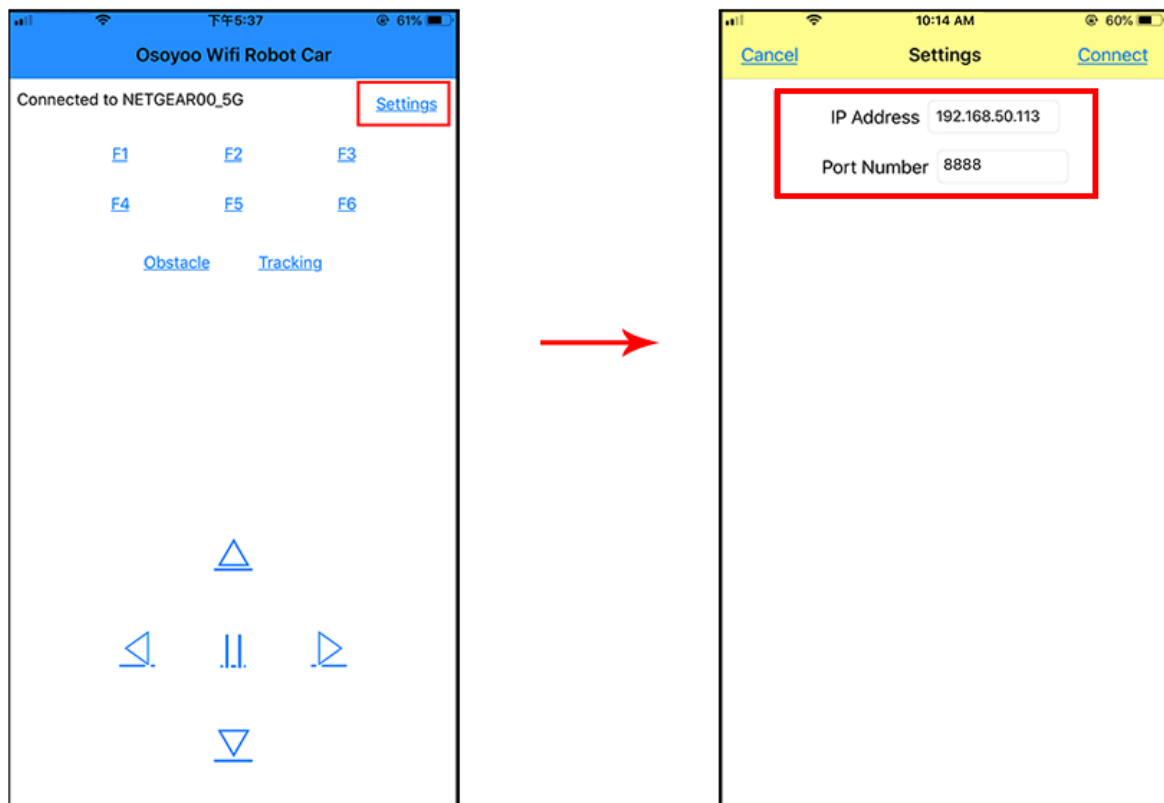 下午5:37
61%
Osoyoo Wifi Robot Car
Connected to NETGEAR00_5G
Settings
F1 F2 F3
F4 F5 F6
Obstacle Tracking
10:14 AM
60%
Cancel Settings Connect
IP Address 192.168.50.113
Port Number 8888